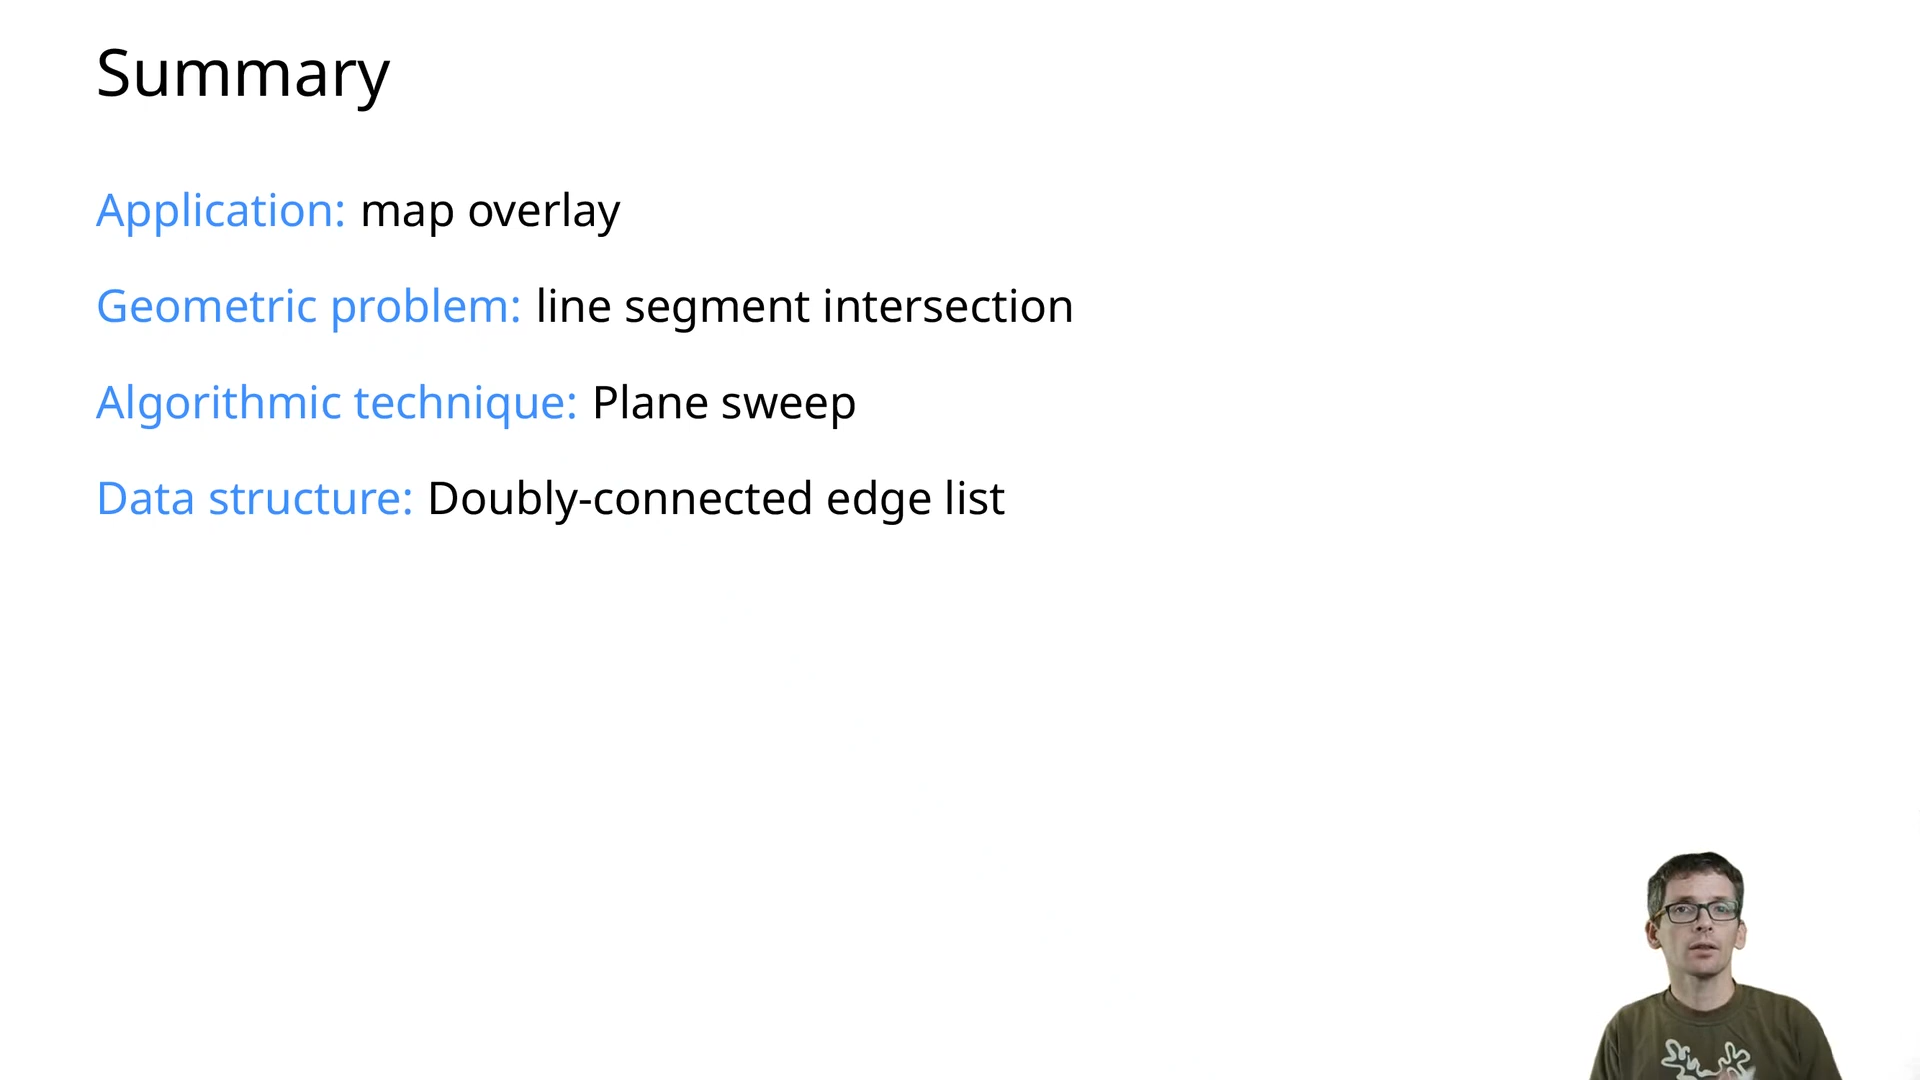 Summary
Application: map overlay
Geometric problem: line segment intersection
Algorithmic technique: Plane sweep
Data structure: Doubly-connected edge list